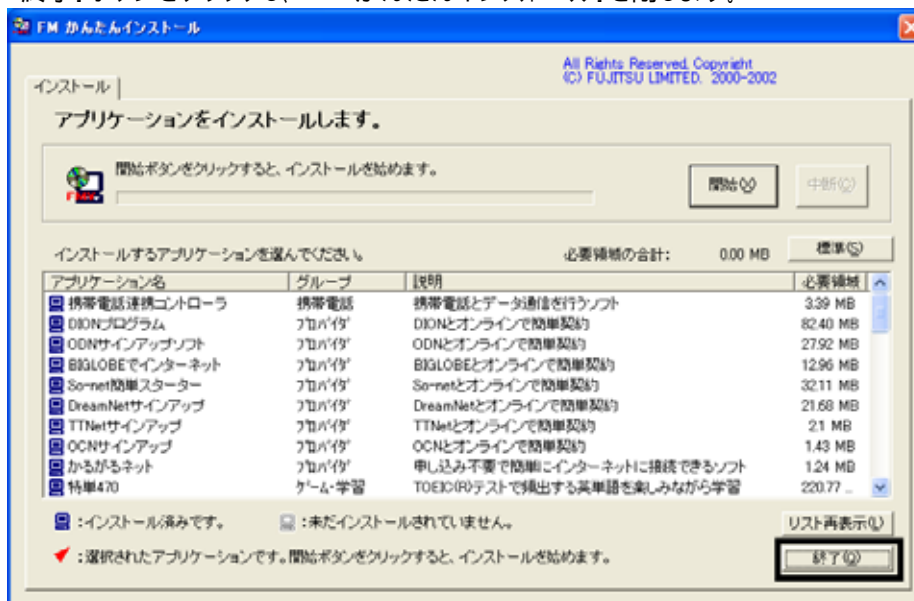 FM かんたんインストール
All Rights Reserved, Copyright
(C) FUJITSU LIMITED. 2000-2002
インストール
アプリケーションをインストールします。
開始ボタンをクリックすると、インストールを始めます。
開始(X)
中断(C)
インストールするアプリケーションを選んでください。 必要領域の合計: 0.00 MB 標準(S)
アプリケーション名 グループ 説明 必要領域
携帯電話連携コントローラ 携帯電話 携帯電話とデータ通信を行うソフト 3.39 MB
DIONプログラム プロバイダ DIONとオンラインで簡単契約 82.40 MB
ODNサインアップソフト プロバイダ ODNとオンラインで簡単契約 27.92 MB
BIGLOBEでインターネット プロバイダ BIGLOBEとオンラインで簡単契約 12.96 MB
So-net簡単スターター プロバイダ So-netとオンラインで簡単契約 32.11 MB
DreamNetサインアップ プロバイダ DreamNetとオンラインで簡単契約 21.68 MB
TTNetサインアップ プロバイダ TTNetとオンラインで簡単契約 2.1 MB
OCNサインアップ プロバイダ OCNとオンラインで簡単契約 1.43 MB
かるがるネット プロバイダ 申し込み不要で簡単にインターネットに接続できるソフト 1.24 MB
特単470 ゲーム・学習 TOEIC(R)テストで頻出する英単語を楽しみながら学習 220.77 ...
:インストール済みです。 :未だインストールされていません。 リスト再表示(L)
:選択されたアプリケーションです。開始ボタンをクリックすると、インストールを始めます。 終了(Q)